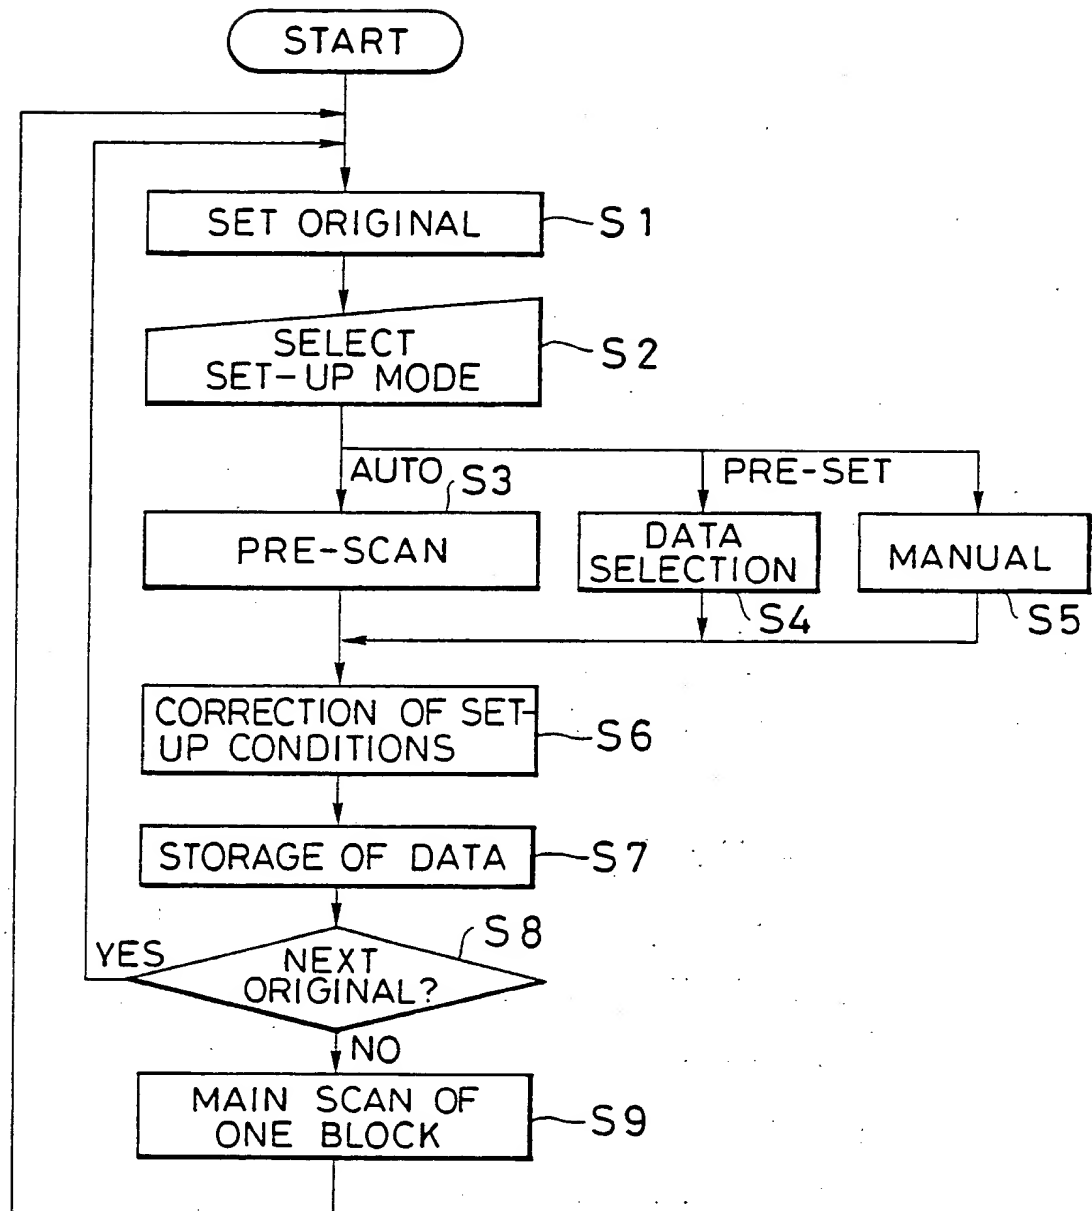 START
SET ORIGINAL
S1
SELECT
SET-UP MODE
S2
AUTO
S3
PRE-SET
PRE-SCAN
DATA
SELECTION
S4
MANUAL
S5
CORRECTION OF SET-
UP CONDITIONS
S6
STORAGE OF DATA
S7
YES
S8
NEXT
ORIGINAL?
NO
MAIN SCAN OF
ONE BLOCK
S9